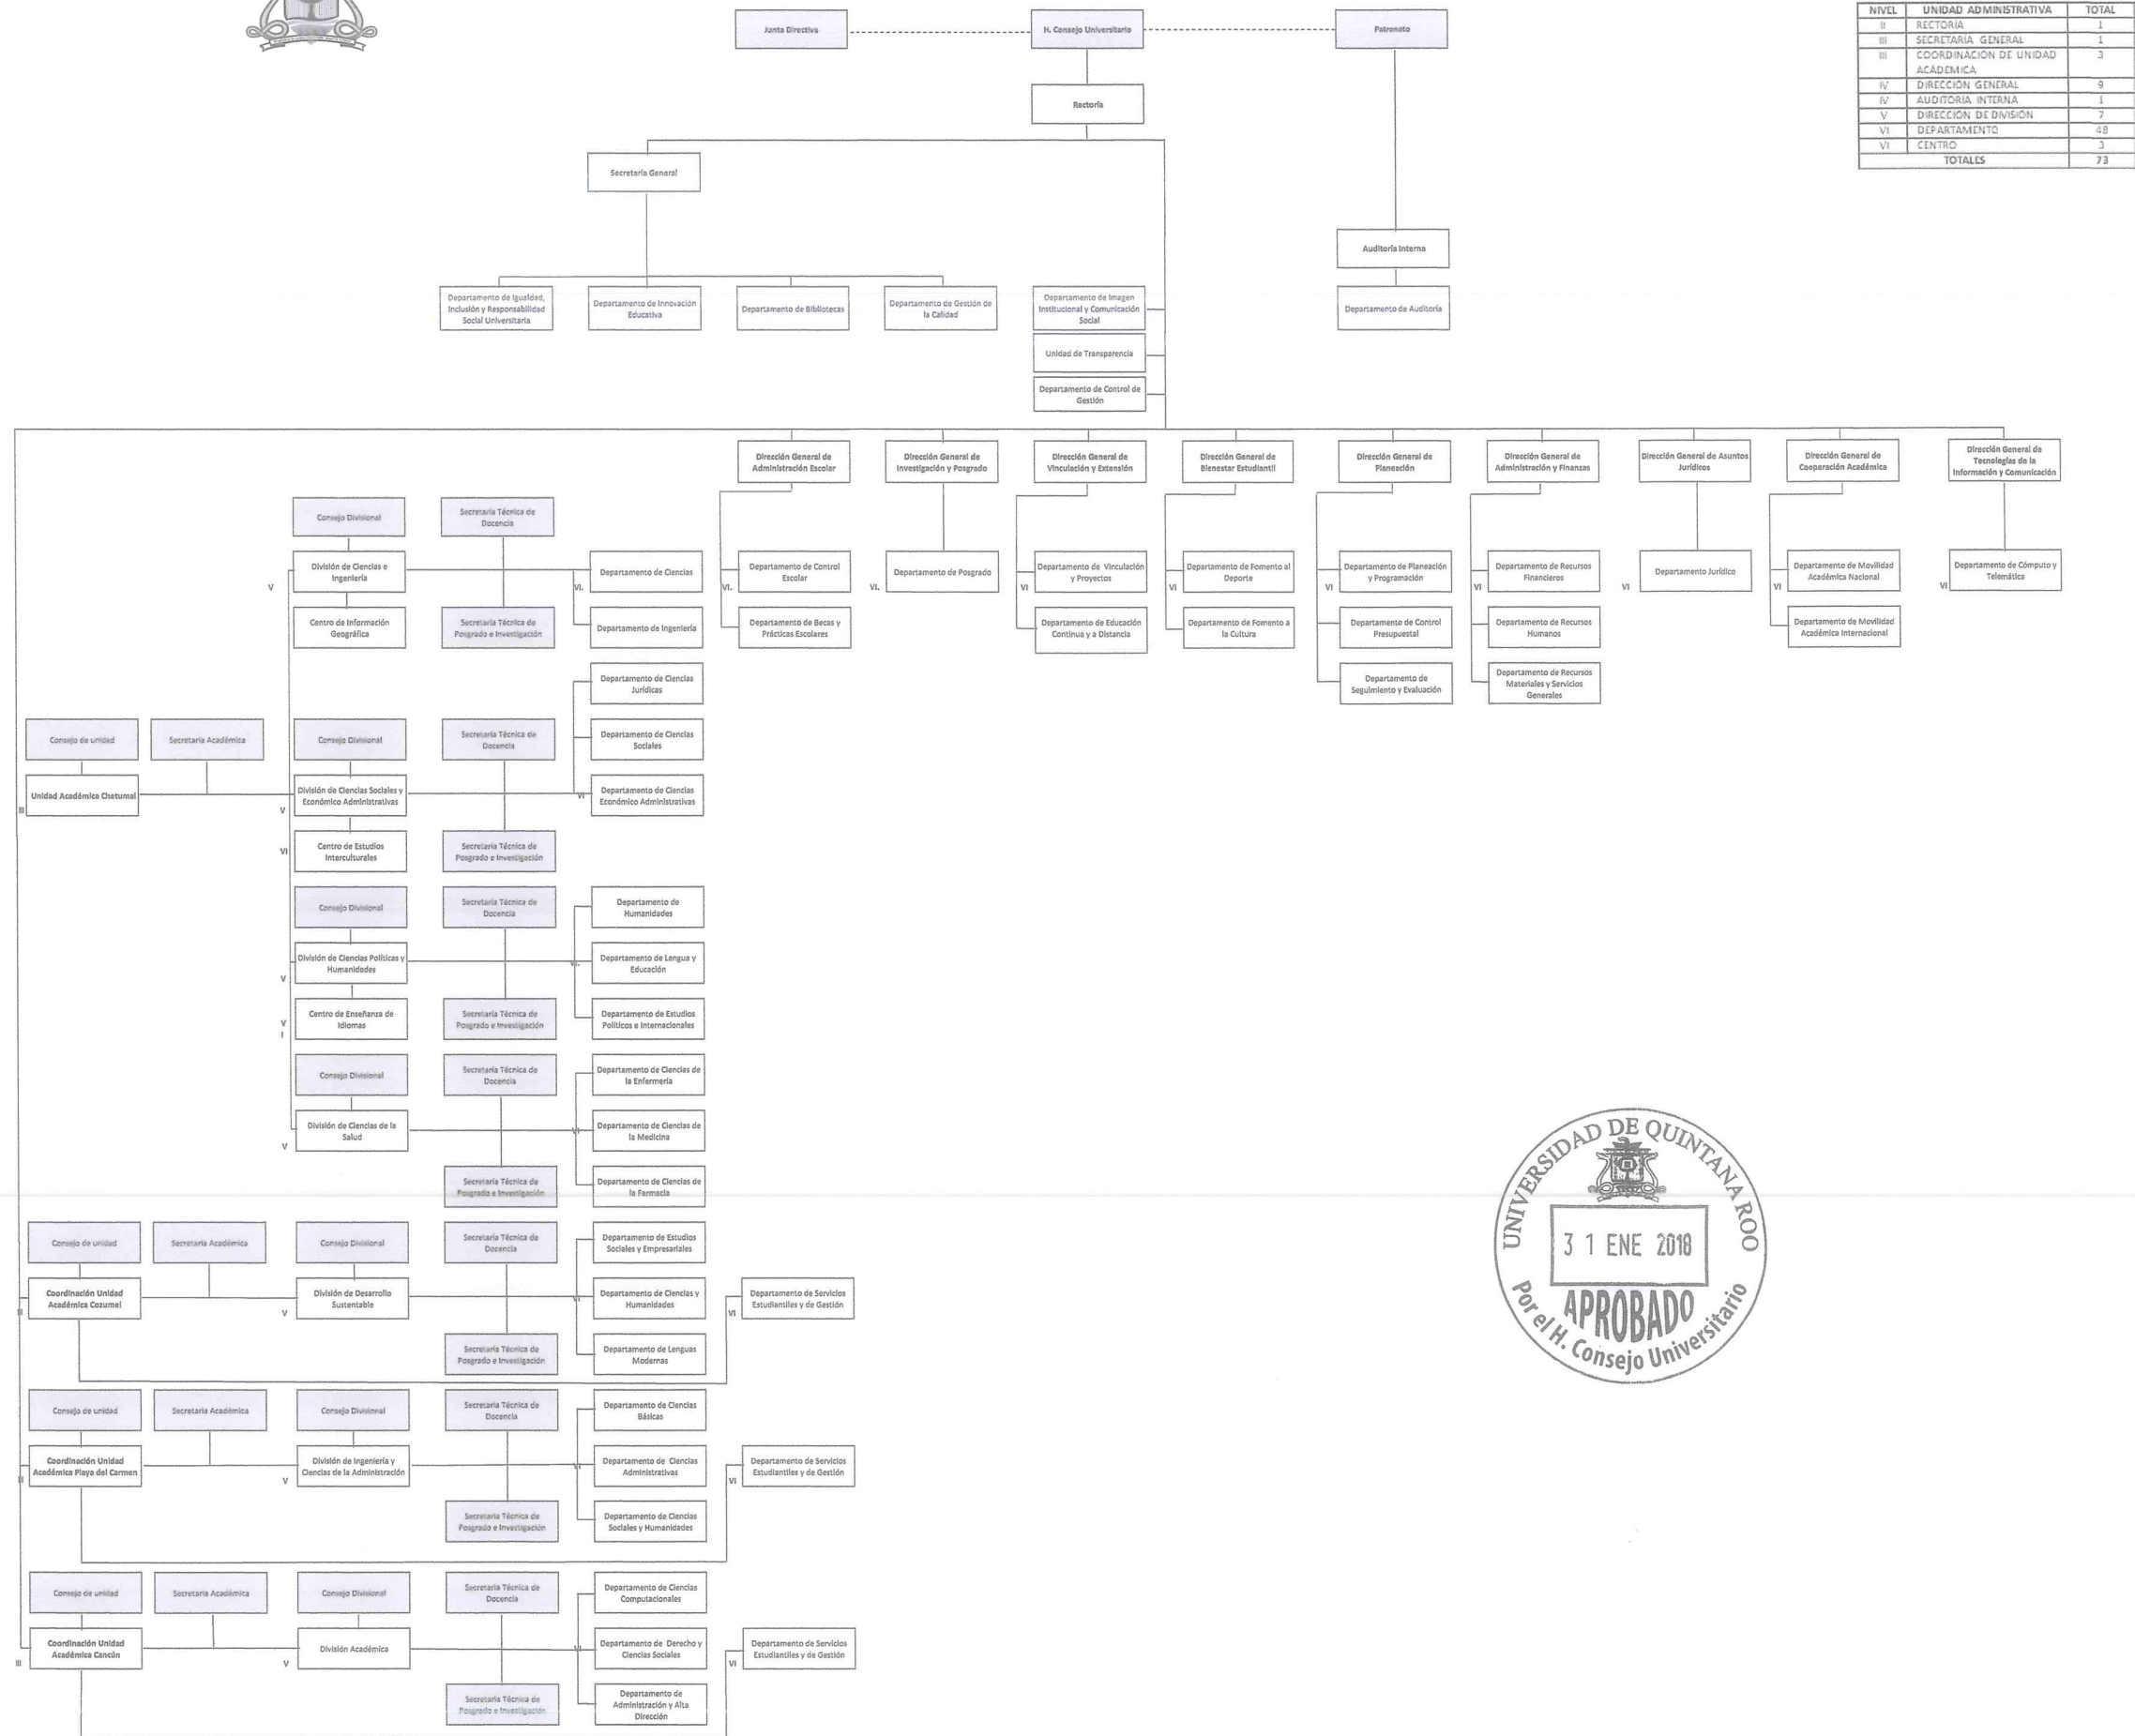 NIVEL UNIDAD ADMINISTRATIVA TOTAL
II RECTORÍA 1
III SECRETARÍA GENERAL 1
III COORDINACIÓN DE UNIDAD
ACÁDEMICA 3
IV DIRECCIÓN GENERAL 9
IV AUDITORÍA INTERNA 1
V DIRECCIÓN DE DIVISIÓN 7
VI DEPARTAMENTO 48
VI CENTRO 3
TOTALES 73
Junta Directiva
H. Consejo Universitario
Patronato
Rectoría
Secretaría General
Auditoría Interna
Departamento de Igualdad,
Inclusión y Responsabilidad
Social Universitaria
Departamento de Innovación
Educativa
Departamento de Bibliotecas
Departamento de Gestión de
la Calidad
Departamento de Imagen
Institucional y Comunicación
Social
Departamento de Auditoría
Unidad de Transparencia
Departamento de Control de
Gestión
Dirección General de
Administración Escolar
Dirección General de
Investigación y Posgrado
Dirección General de
Vinculación y Extensión
Dirección General de
Bienestar Estudiantil
Dirección General de
Planeación
Dirección General de
Administración y Finanzas
Dirección General de Asuntos
Jurídicos
Dirección General de
Cooperación Académica
Dirección General de
Tecnologías de la
Información y Comunicación
Consejo Divisional
Secretaría Técnica de
Docencia
V
División de Ciencias e
Ingeniería
VI.
Departamento de Ciencias
VI.
Departamento de Control
Escolar
VI.
Departamento de Posgrado
VI
Departamento de Vinculación
y Proyectos
VI
Departamento de Fomento al
Deporte
VI
Departamento de Planeación
y Programación
VI
Departamento de Recursos
Financieros
VI
Departamento Jurídico
VI
Departamento de Movilidad
Académica Nacional
VI
Departamento de Cómputo y
Telemática
Centro de Información
Geográfica
Secretaría Técnica de
Posgrado e Investigación
Departamento de Ingeniería
Departamento de Becas y
Prácticas Escolares
Departamento de Educación
Continua y a Distancia
Departamento de Fomento a
la Cultura
Departamento de Control
Presupuestal
Departamento de Recursos
Humanos
Departamento de Movilidad
Académica Internacional
Departamento de Ciencias
Jurídicas
Departamento de
Seguimiento y Evaluación
Departamento de Recursos
Materiales y Servicios
Generales
Consejo de unidad
Secretaría Académica
Consejo Divisional
Secretaría Técnica de
Docencia
Departamento de Ciencias
Sociales
III
Unidad Académica Chetumal
V
División de Ciencias Sociales y
Económico Administrativas
VI
Departamento de Ciencias
Económico Administrativas
VI
Centro de Estudios
Interculturales
Secretaría Técnica de
Posgrado e Investigación
Consejo Divisional
Secretaría Técnica de
Docencia
Departamento de
Humanidades
V
División de Ciencias Políticas y
Humanidades
VI.
Departamento de Lengua y
Educación
V
I
Centro de Enseñanza de
Idiomas
Secretaría Técnica de
Posgrado e Investigación
Departamento de Estudios
Políticos e Internacionales
Consejo Divisional
Secretaría Técnica de
Docencia
Departamento de Ciencias de
la Enfermería
V
División de Ciencias de la
Salud
VI
Departamento de Ciencias de
la Medicina
Secretaría Técnica de
Posgrado e Investigación
Departamento de Ciencias de
la Farmacia
Consejo de unidad
Secretaría Académica
Consejo Divisional
Secretaría Técnica de
Docencia
Departamento de Estudios
Sociales y Empresariales
III
Coordinación Unidad
Académica Cozumel
V
División de Desarrollo
Sustentable
VI
Departamento de Ciencias y
Humanidades
VI
Departamento de Servicios
Estudiantiles y de Gestión
Secretaría Técnica de
Posgrado e Investigación
Departamento de Lenguas
Modernas
Consejo de unidad
Secretaría Académica
Consejo Divisional
Secretaría Técnica de
Docencia
Departamento de Ciencias
Básicas
III
Coordinación Unidad
Académica Playa del Carmen
V
División de Ingeniería y
Ciencias de la Administración
VI
Departamento de Ciencias
Administrativas
VI
Departamento de Servicios
Estudiantiles y de Gestión
Secretaría Técnica de
Posgrado e Investigación
Departamento de Ciencias
Sociales y Humanidades
Consejo de unidad
Secretaría Académica
Consejo Divisional
Secretaría Técnica de
Docencia
Departamento de Ciencias
Computacionales
III
Coordinación Unidad
Académica Cancún
V
División Académica
VI
Departamento de Derecho y
Ciencias Sociales
VI
Departamento de Servicios
Estudiantiles y de Gestión
Secretaría Técnica de
Posgrado e Investigación
Departamento de
Administración y Alta
Dirección
UNIVERSIDAD DE QUINTANA ROO
31 ENE 2018
APROBADO
Por el H. Consejo Universitario